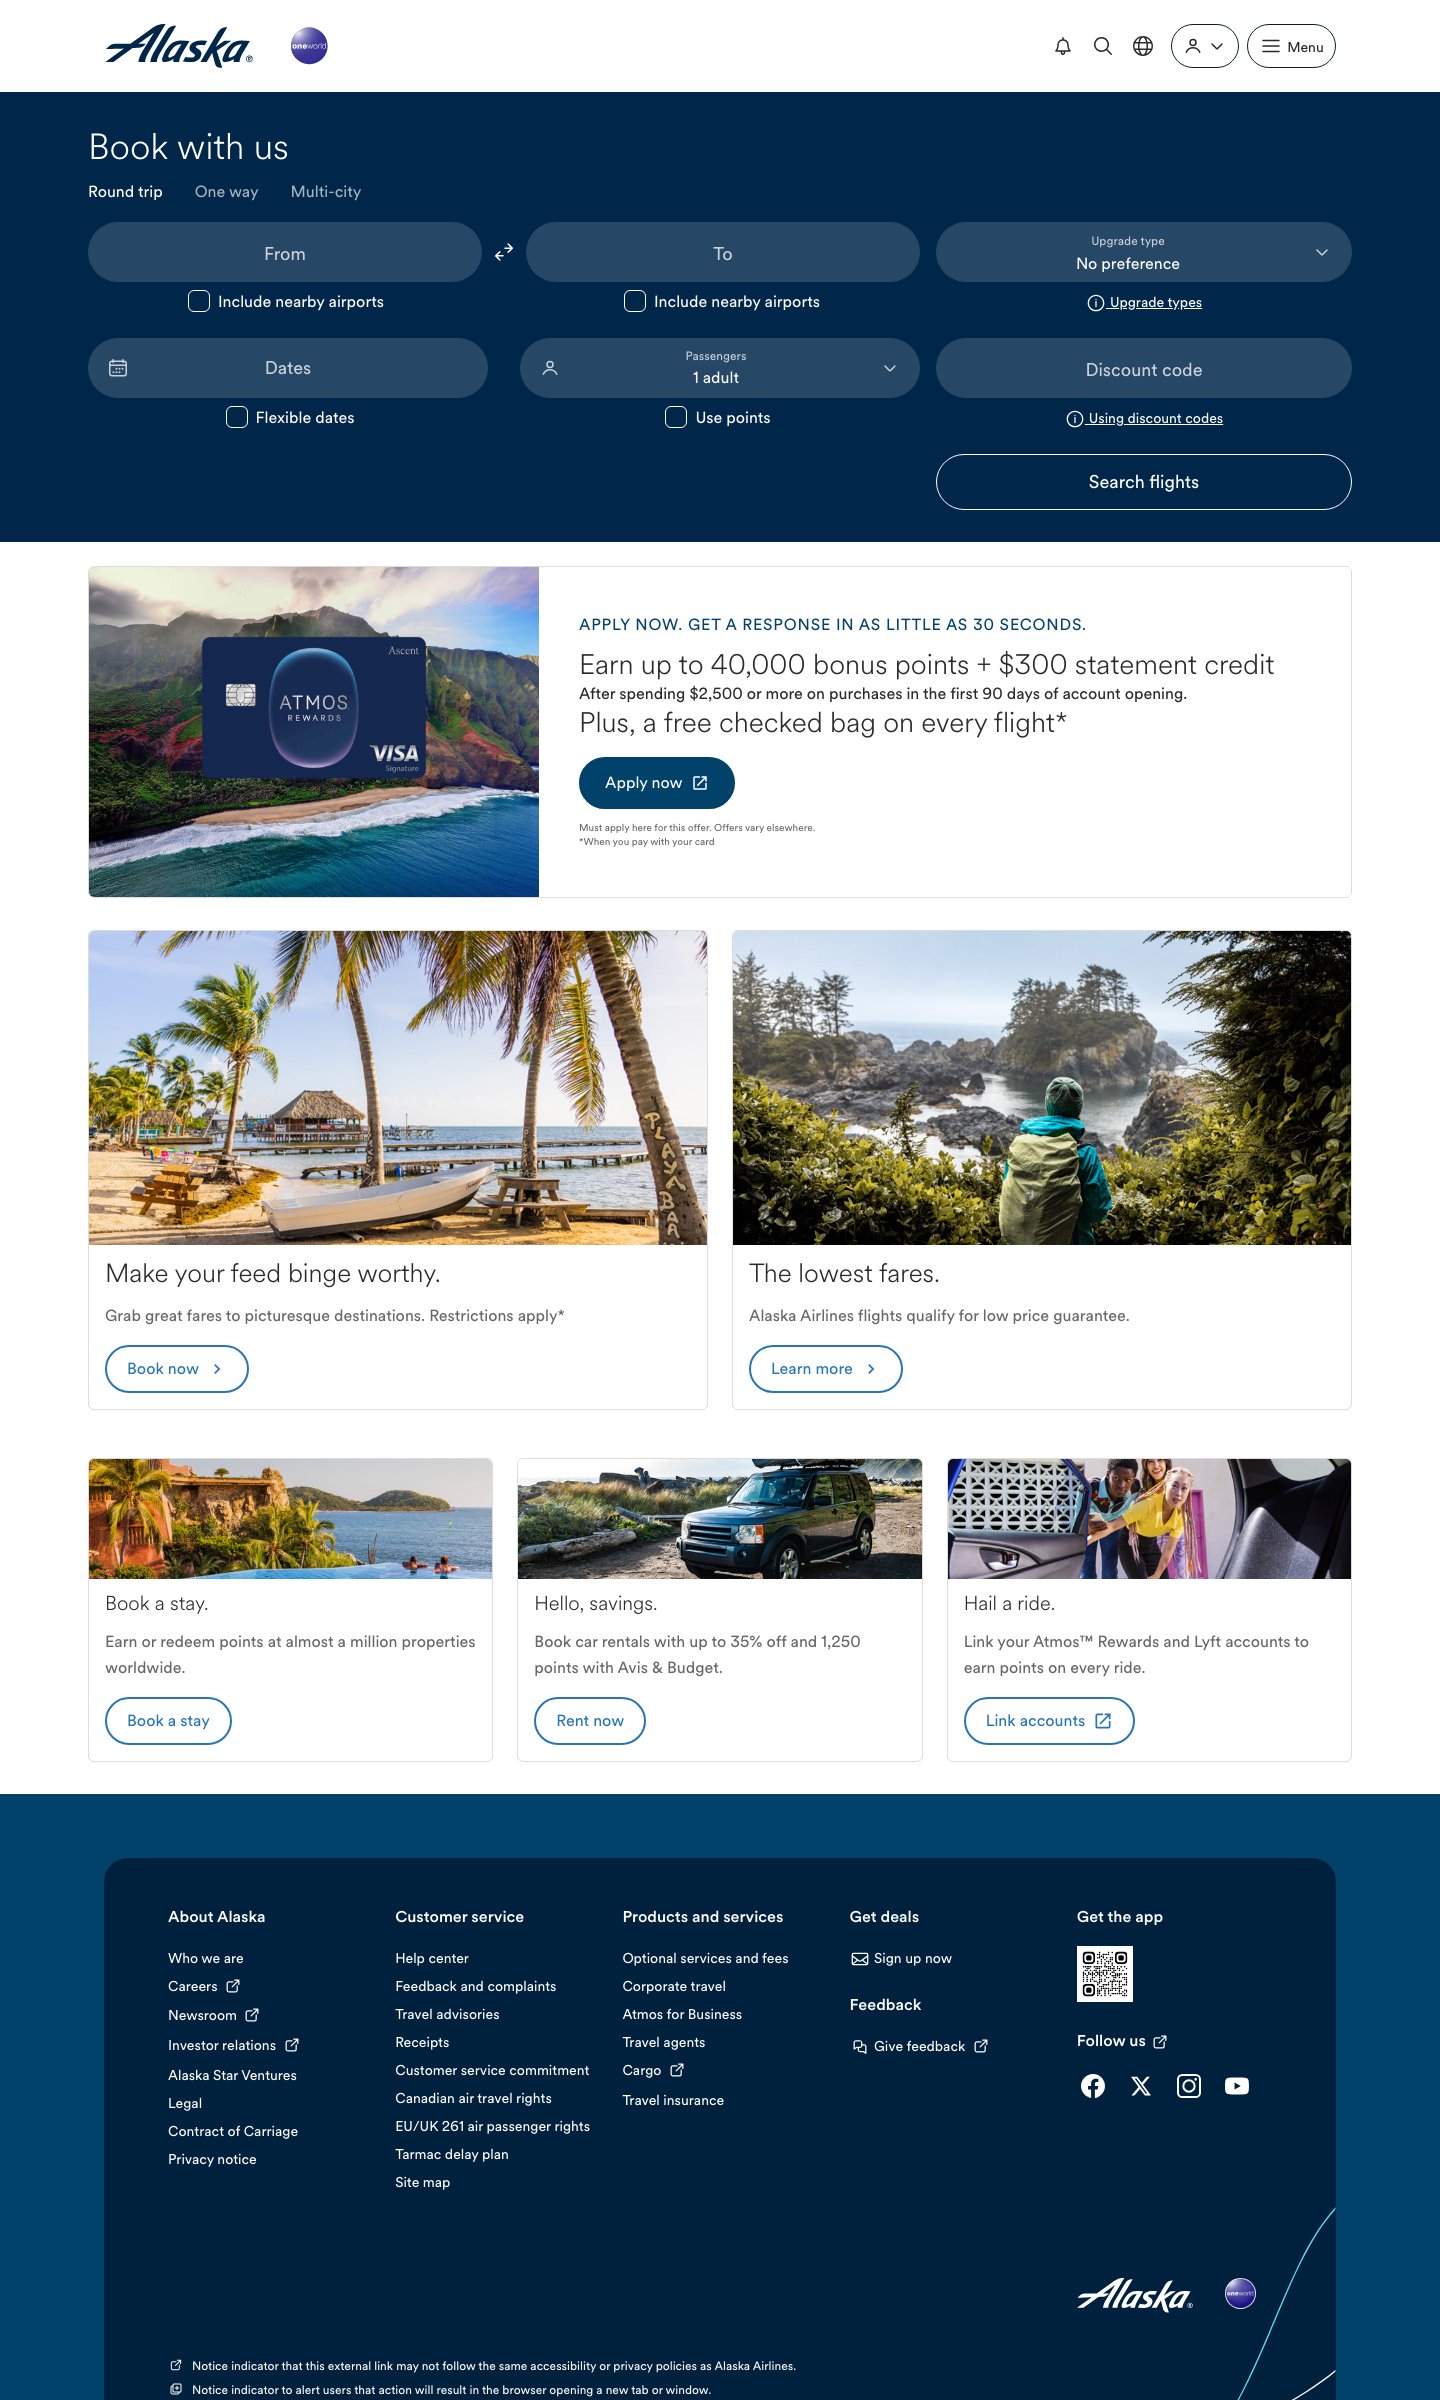 Alaska®
oneworld
Menu
Book with us
Round trip
One way
Multi-city
From
To
Upgrade type
No preference
Include nearby airports
Include nearby airports
Upgrade types
Dates
Passengers
1 adult
Discount code
Flexible dates
Use points
Using discount codes
Search flights
Ascent
ATMOS
REWARDS
VISA
Signature
APPLY NOW. GET A RESPONSE IN AS LITTLE AS 30 SECONDS.
Earn up to 40,000 bonus points + $300 statement credit
After spending $2,500 or more on purchases in the first 90 days of account opening.
Plus, a free checked bag on every flight*
Apply now
Must apply here for this offer. Offers vary elsewhere.
*When you pay with your card
PLAYA BAR
Make your feed binge worthy.
Grab great fares to picturesque destinations. Restrictions apply*
Book now
The lowest fares.
Alaska Airlines flights qualify for low price guarantee.
Learn more
Book a stay.
Earn or redeem points at almost a million properties
worldwide.
Book a stay
Hello, savings.
Book car rentals with up to 35% off and 1,250
points with Avis & Budget.
Rent now
Hail a ride.
Link your Atmos™ Rewards and Lyft accounts to
earn points on every ride.
Link accounts
About Alaska
Who we are
Careers
Newsroom
Investor relations
Alaska Star Ventures
Legal
Contract of Carriage
Privacy notice
Customer service
Help center
Feedback and complaints
Travel advisories
Receipts
Customer service commitment
Canadian air travel rights
EU/UK 261 air passenger rights
Tarmac delay plan
Site map
Products and services
Optional services and fees
Corporate travel
Atmos for Business
Travel agents
Cargo
Travel insurance
Get deals
Sign up now
Feedback
Give feedback
Get the app
Follow us
Alaska®
oneworld
Notice indicator that this external link may not follow the same accessibility or privacy policies as Alaska Airlines.
Notice indicator to alert users that action will result in the browser opening a new tab or window.